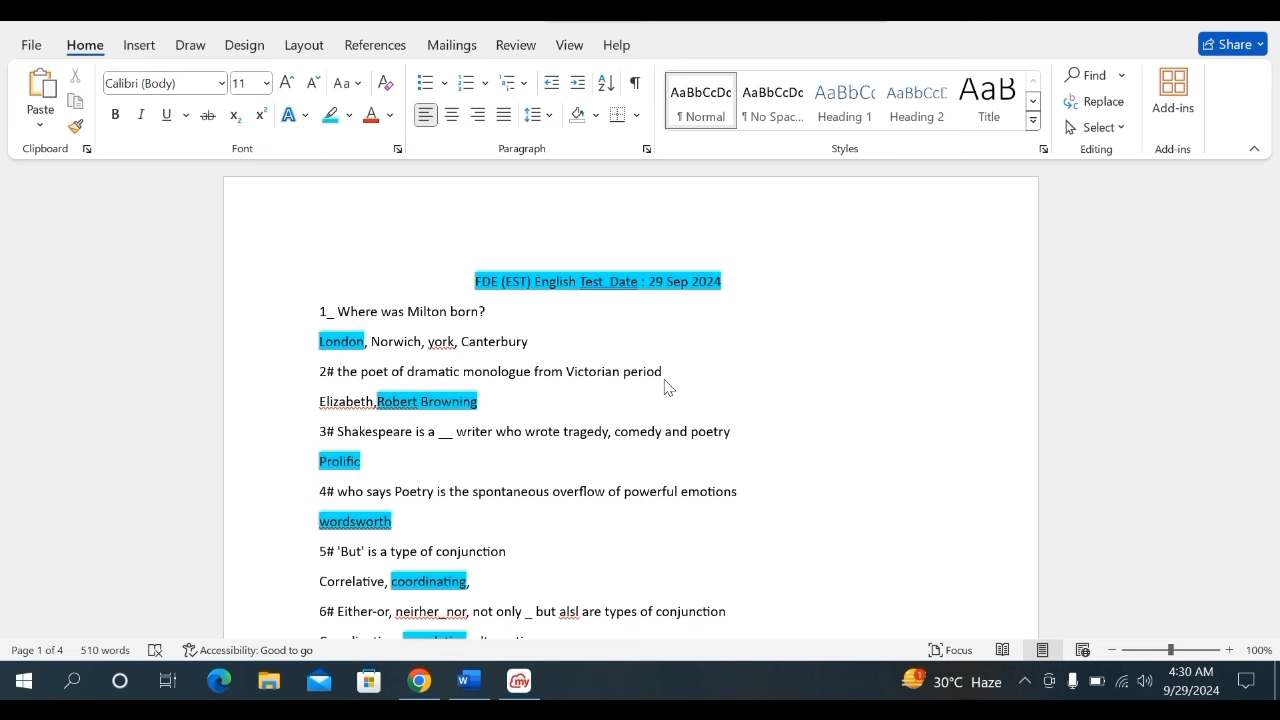 File Home Insert Draw Design Layout References Mailings Review View Help Share
Calibri (Body) 11 Aa Find
Paste AaBbCcDc AaBbCcDc AaBbCc AaBbCcD AaB Replace Add-ins
B I U ab x₂ x² A A ¶ Normal ¶ No Spac... Heading 1 Heading 2 Title Select
Clipboard Font Paragraph Styles Editing Add-ins
FDE (EST) English Test Date : 29 Sep 2024
1_ Where was Milton born?
London, Norwich, york, Canterbury
2# the poet of dramatic monologue from Victorian period
Elizabeth,Robert Browning
3# Shakespeare is a __ writer who wrote tragedy, comedy and poetry
Prolific
4# who says Poetry is the spontaneous overflow of powerful emotions
wordsworth
5# 'But' is a type of conjunction
Correlative, coordinating,
6# Either-or, neirher_nor, not only _ but alsl are types of conjunction
Page 1 of 4 510 words Accessibility: Good to go Focus 100%
my 30°C Haze 4:30 AM
9/29/2024